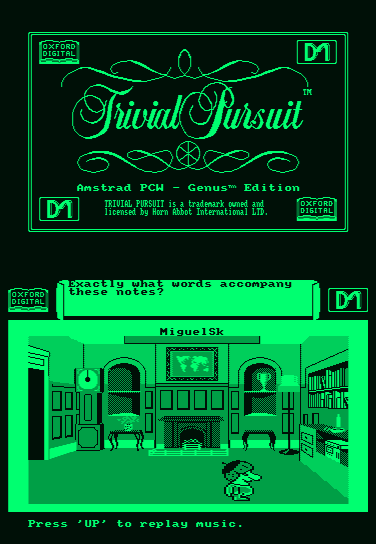 OXFORD
DIGITAL
DM
Trivial Pursuit™
Amstrad PCW - Genus™ Edition
DM
TRIVIAL PURSUIT is a trademark owned and
licensed by Horn Abbot International LTD.
OXFORD
DIGITAL
OXFORD
DIGITAL
Exactly what words accompany
these notes?
DM
MiguelSk
Press 'UP' to replay music.